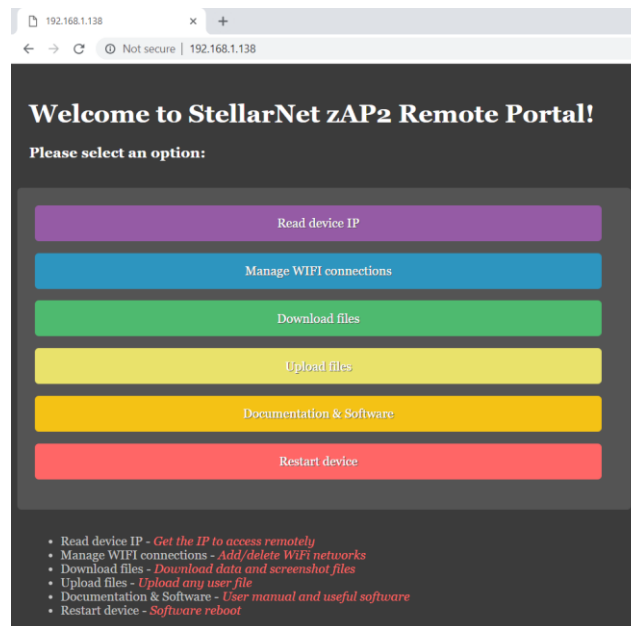 192.168.1.138
Not secure | 192.168.1.138
Welcome to StellarNet zAP2 Remote Portal!
Please select an option:
Read device IP
Manage WIFI connections
Download files
Upload files
Documentation & Software
Restart device
• Read device IP - Get the IP to access remotely
• Manage WIFI connections - Add/delete WiFi networks
• Download files - Download data and screenshot files
• Upload files - Upload any user file
• Documentation & Software - User manual and useful software
• Restart device - Software reboot